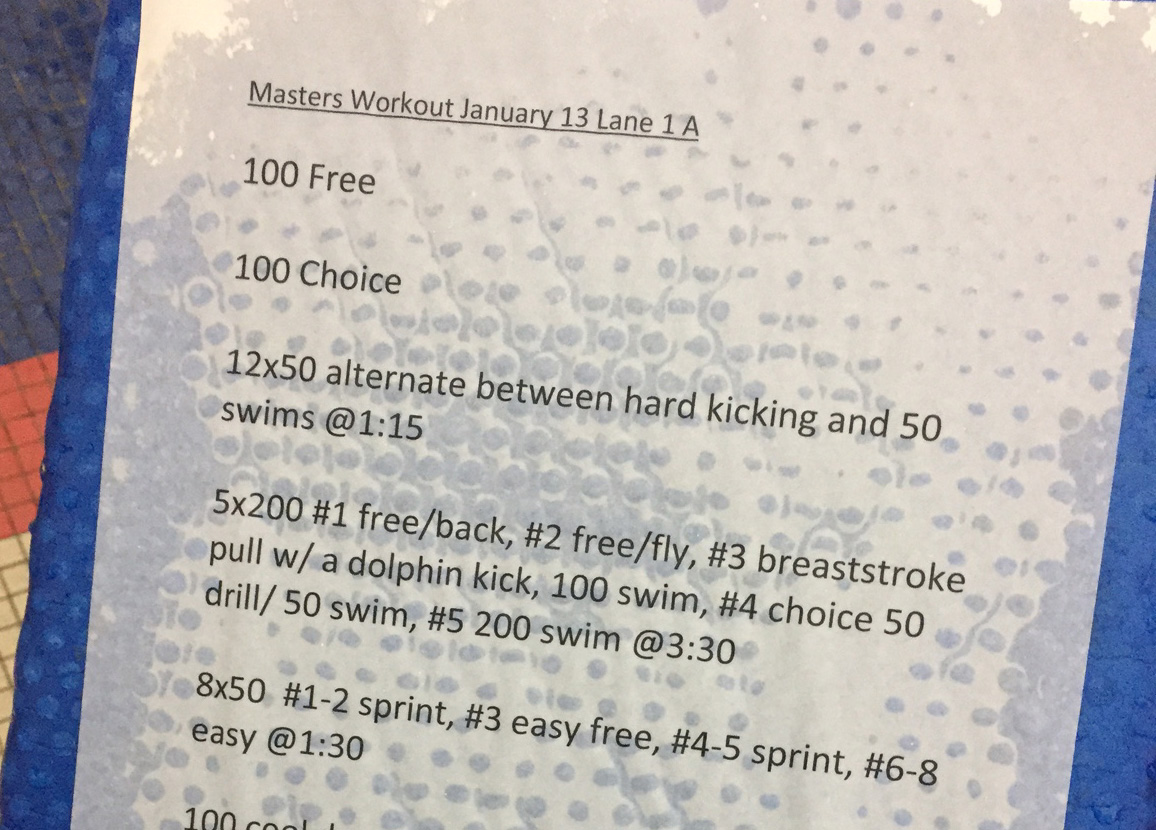 Masters Workout January 13 Lane 1 A
100 Free
100 Choice
12x50 alternate between hard kicking and 50
swims @1:15
5x200 #1 free/back, #2 free/fly, #3 breaststroke
pull w/ a dolphin kick, 100 swim, #4 choice 50
drill/ 50 swim, #5 200 swim @3:30
8x50 #1-2 sprint, #3 easy free, #4-5 sprint, #6-8
easy @1:30
100